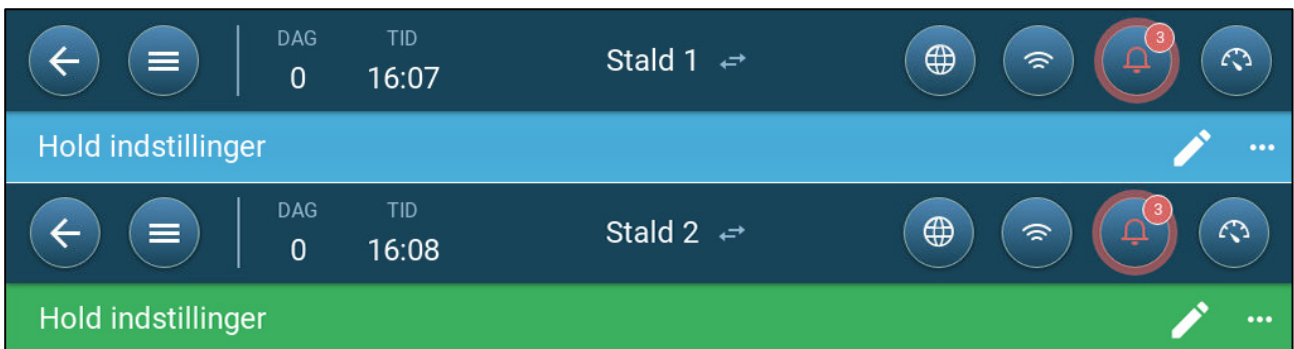 DAG TID
0 16:07 Stald 1 3
Hold indstillinger
DAG TID
0 16:08 Stald 2 3
Hold indstillinger